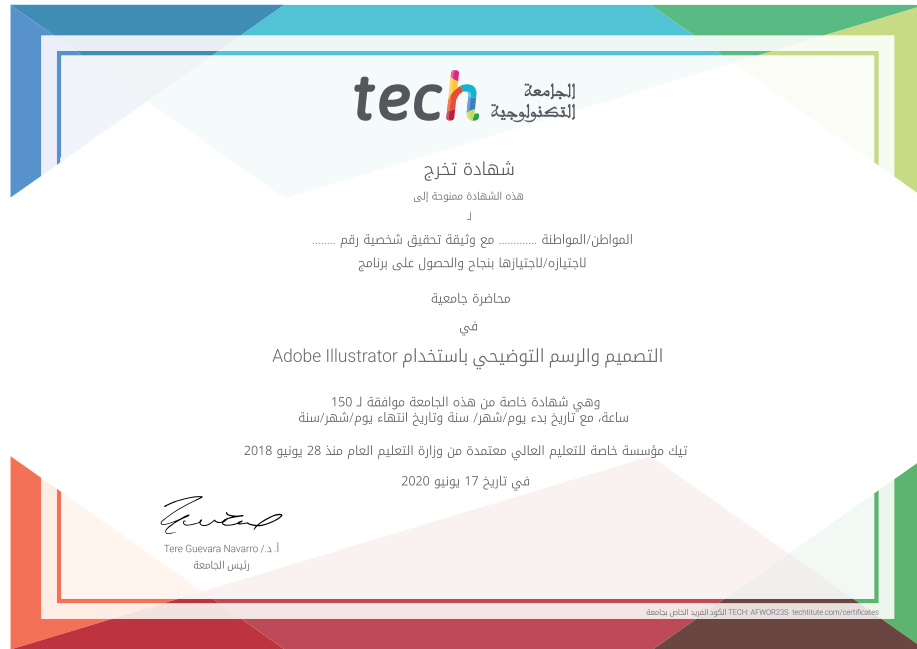 tech الجامعة
التكنولوجية
شهادة تخرج
هذه الشهادة ممنوحة إلى
لـ
المواطن/المواطنة ............ مع وثيقة تحقيق شخصية رقم ........
لاجتيازه/لاجتيازها بنجاح والحصول على برنامج
محاضرة جامعية
في
التصميم والرسم التوضيحي باستخدام Adobe Illustrator
وهي شهادة خاصة من هذه الجامعة موافقة لـ 150
ساعة، مع تاريخ بدء يوم/شهر/ سنة وتاريخ انتهاء يوم/شهر/سنة
تيك مؤسسة خاصة للتعليم العالي معتمدة من وزارة التعليم العام منذ 28 يونيو 2018
في تاريخ 17 يونيو 2020
أ. د./ Tere Guevara Navarro
رئيس الجامعة
الكود الفريد الخاص بجامعة TECH: AFWOR23S techtitute.com/certificates